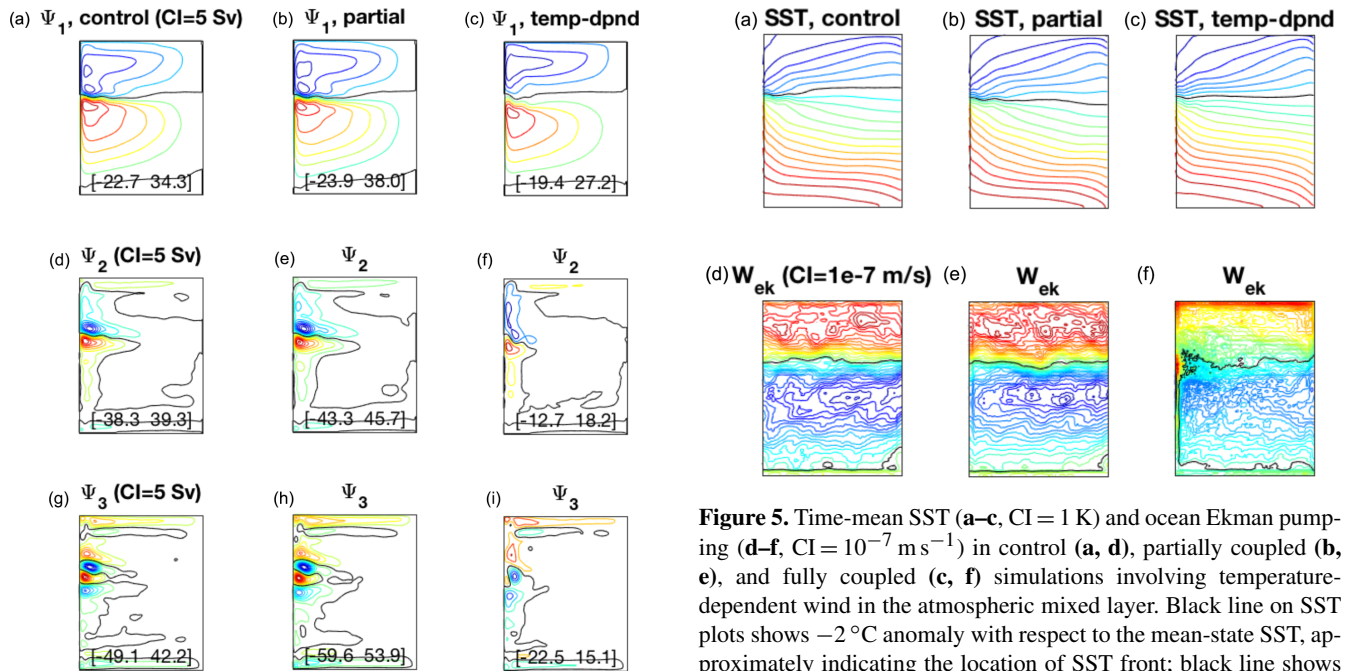 (a) Ψ1, control (CI=5 Sv)
(b) Ψ1, partial
(c) Ψ1, temp-dpnd
[-22.7 34.3]
[-23.9 38.0]
[-19.4 27.2]
(d) Ψ2 (CI=5 Sv)
(e) Ψ2
(f) Ψ2
[-38.3 39.3]
[-43.3 45.7]
[-12.7 18.2]
(g) Ψ3 (CI=5 Sv)
(h) Ψ3
(i) Ψ3
[-49.1 42.2]
[-59.6 53.9]
[-22.5 15.1]
(a) SST, control
(b) SST, partial
(c) SST, temp-dpnd
(d) Wek (CI=1e-7 m/s)
(e) Wek
(f) Wek
Figure 5. Time-mean SST (a–c, CI = 1 K) and ocean Ekman pump-
ing (d–f, CI = 10−7 m s−1) in control (a, d), partially coupled (b,
e), and fully coupled (c, f) simulations involving temperature-
dependent wind in the atmospheric mixed layer. Black line on SST
plots shows −2 °C anomaly with respect to the mean-state SST, ap-
proximately indicating the location of SST front; black line shows